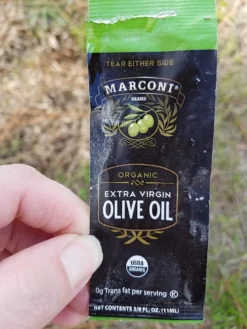 TEAR EITHER SIDE
MARCONI®
BRAND
ORGANIC
EXTRA VIRGIN
OLIVE OIL
USDA
ORGANIC
0g Trans fat per serving Ⓚ
NET CONTENTS 3/8 FL. OZ. (11ML)